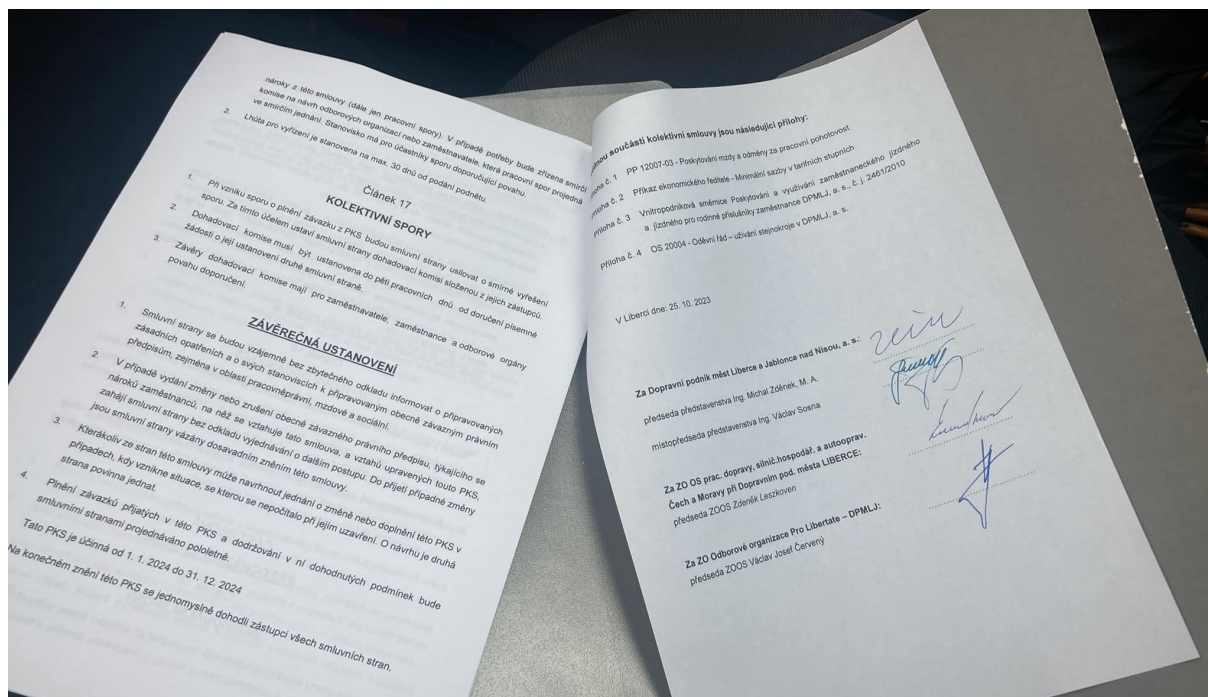 nároky z této smlouvy (dále jen pracovní spory). V případě potřeby bude zřízena smírčí
komise na návrh odborových organizací nebo zaměstnavatele, která pracovní spor projedná
ve smírčím jednání. Stanovisko má pro účastníky sporu doporučující povahu.
2. Lhůta pro vyřízení je stanovena na max. 30 dnů od podání podnětu.
Článek 17
KOLEKTIVNÍ SPORY
1. Při vzniku sporu o plnění závazku z PKS budou smluvní strany usilovat o smírné vyřešení
sporu. Za tímto účelem ustaví smluvní strany dohadovací komisi složenou z jejich zástupců.
2. Dohadovací komise musí být ustanovena do pěti pracovních dnů od doručení písemné
žádosti o její ustanovení druhé smluvní straně.
3. Závěry dohadovací komise mají pro zaměstnavatele, zaměstnance a odborové orgány
povahu doporučení.
ZÁVĚREČNÁ USTANOVENÍ
1. Smluvní strany se budou vzájemně bez zbytečného odkladu informovat o připravovaných
zásadních opatřeních a o svých stanoviscích k připravovaným obecně závazným právním
předpisům, zejména v oblasti pracovněprávní, mzdové a sociální.
2. V případě vydání změny nebo zrušení obecně závazného právního předpisu, týkajícího se
nároků zaměstnanců, na něž se vztahuje tato smlouva, a vztahů upravených touto PKS,
zahájí smluvní strany bez odkladu vyjednávání o dalším postupu. Do přijetí případné změny
jsou smluvní strany vázány dosavadním zněním této smlouvy.
3. Kterákoliv ze stran této smlouvy může navrhnout jednání o změně nebo doplnění této PKS v
případech, kdy vznikne situace, se kterou se nepočítalo při jejím uzavření. O návrhu je druhá
strana povinna jednat.
4. Plnění závazků přijatých v této PKS a dodržování v ní dohodnutých podmínek bude
smluvními stranami projednáváno pololetně.
Tato PKS je účinná od 1. 1. 2024 do 31. 12. 2024
Na konečném znění této PKS se jednomyslně dohodli zástupci všech smluvních stran.
součástí kolektivní smlouvy jsou následující přílohy:
Příloha č. 1 PP 12007-03 - Poskytování mzdy a odměny za pracovní pohotovost
Příloha č. 2 Příkaz ekonomického ředitele - Minimální sazby v tarifních stupních
Příloha č. 3 Vnitropodniková směrnice Poskytování a využívání zaměstnaneckého jízdného
a jízdného pro rodinné příslušníky zaměstnance DPMLJ, a. s., č. j. 2461/2010
Příloha č. 4 OS 20004 - Oděvní řád – užívání stejnokroje v DPMLJ, a. s.
V Liberci dne: 25. 10. 2023
Za Dopravní podnik měst Liberce a Jablonce nad Nisou, a. s.:
předseda představenstva Ing. Michal Zděnek, M. A.
místopředseda představenstva Ing. Václav Sosna
Za ZO OS prac. dopravy, silnič.hospodář. a autooprav.
Čech a Moravy při Dopravním pod. města LIBERCE:
předseda ZOOS Zdeněk Leszkoven
Za ZO Odborové organizace Pro Libertate – DPMLJ:
předseda ZOOS Václav Josef Červený